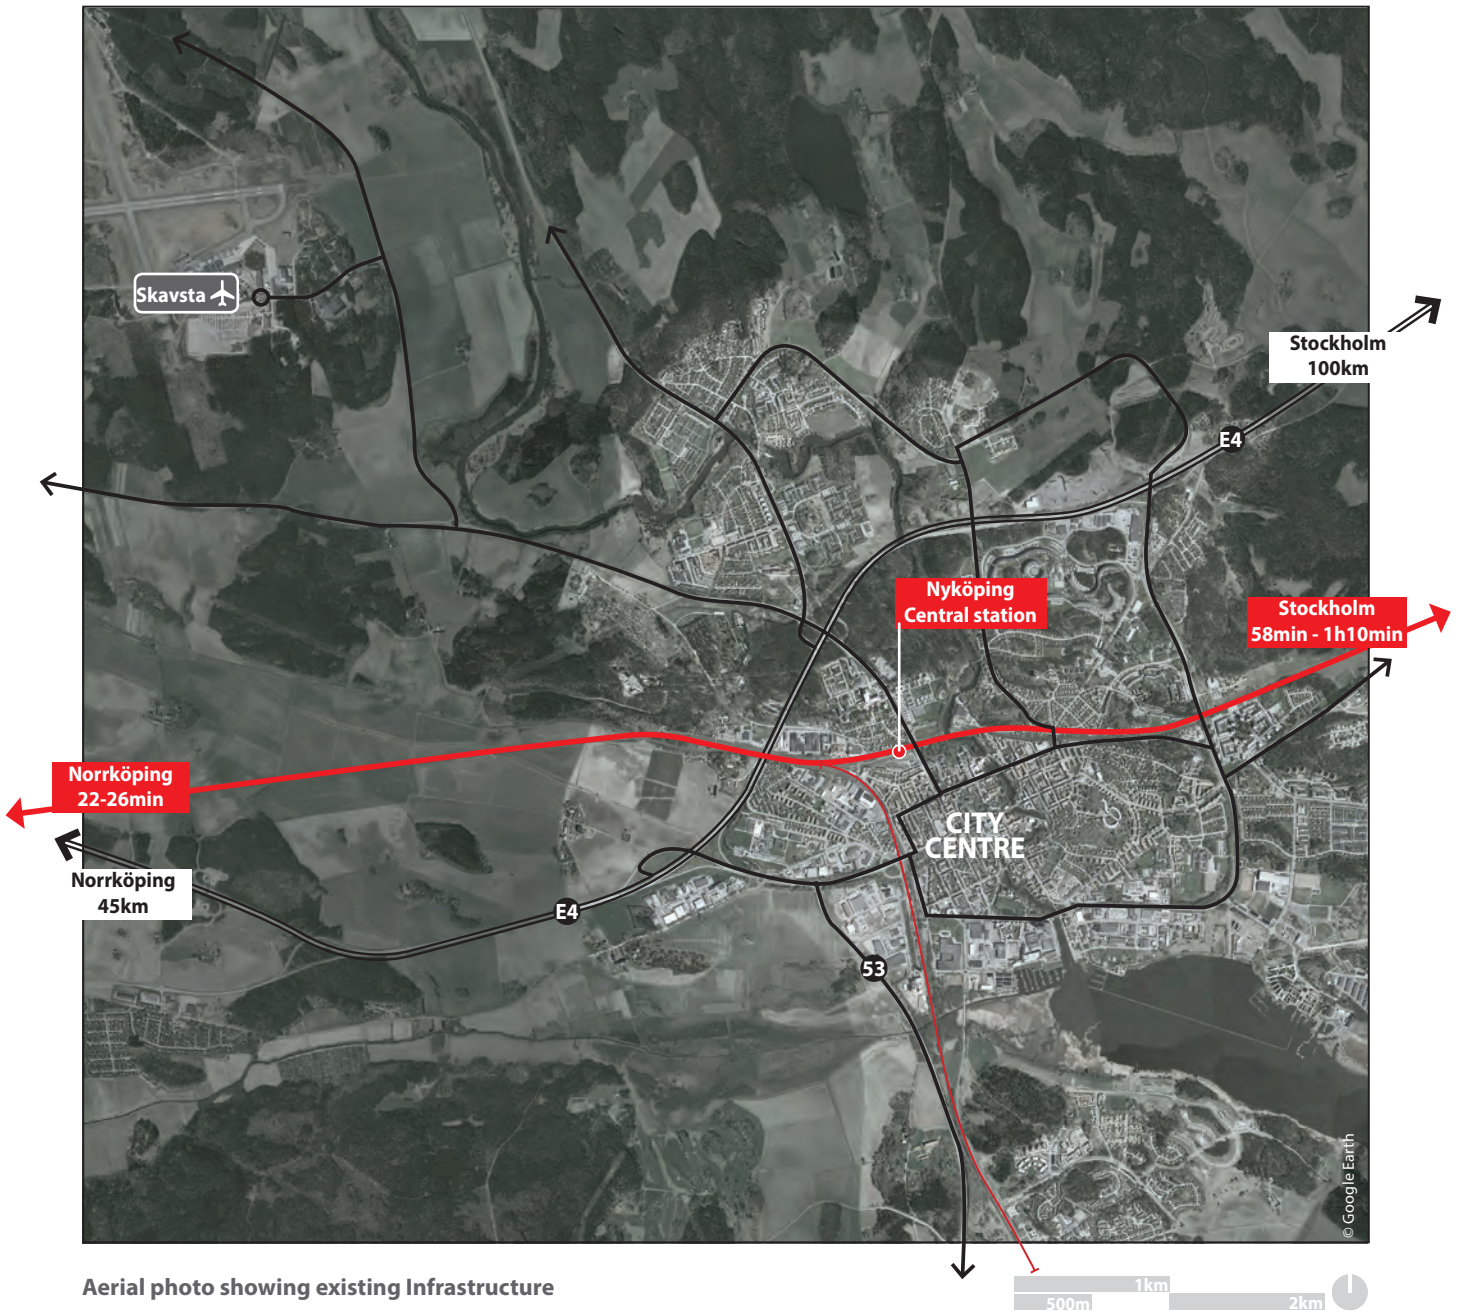 Skavsta
Stockholm
100km
E4
Nyköping
Central station
Stockholm
58min - 1h10min
Norrköping
22-26min
CITY
CENTRE
Norrköping
45km
E4
53
© Google Earth
Aerial photo showing existing Infrastructure
1km
500m
2km